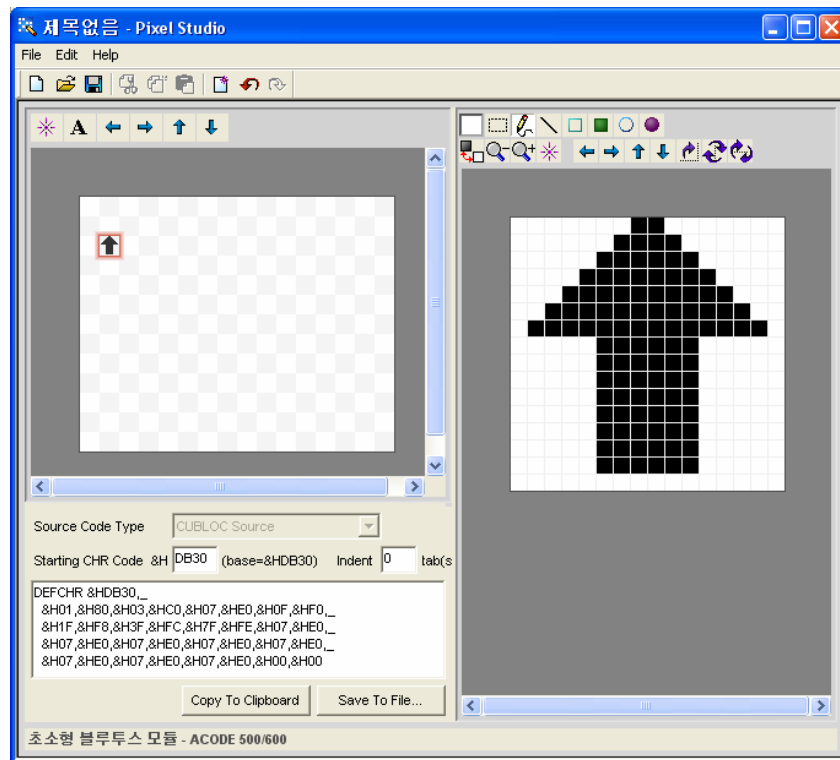 제목없음 - Pixel Studio
File Edit Help
A
Source Code Type CUBLOC Source
Starting CHR Code &H DB30 (base=&HDB30) Indent 0 tab(s
DEFCHR &HDB30,_
&H01,&H80,&H03,&HC0,&H07,&HE0,&H0F,&HF0,_
&H1F,&HF8,&H3F,&HFC,&H7F,&HFE,&H07,&HE0,_
&H07,&HE0,&H07,&HE0,&H07,&HE0,&H07,&HE0,_
&H07,&HE0,&H07,&HE0,&H07,&HE0,&H00,&H00
Copy To Clipboard Save To File...
초소형 블루투스 모듈 - ACODE 500/600